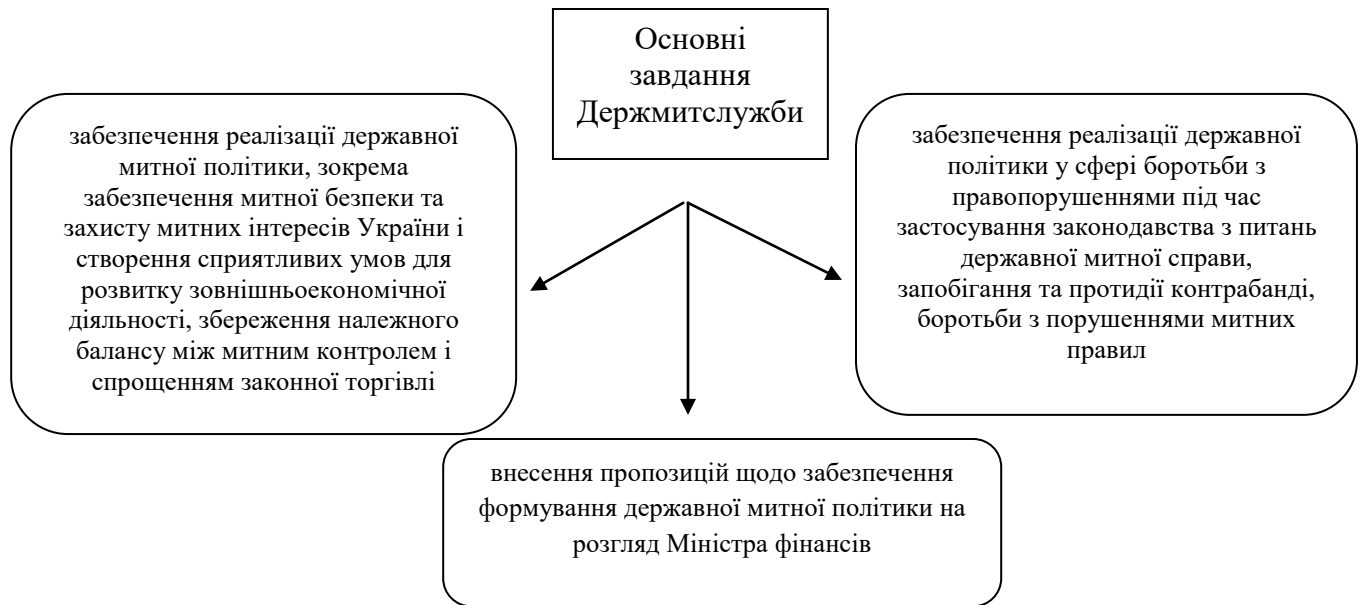 Основні
завдання
Держмитслужби
забезпечення реалізації державної
митної політики, зокрема
забезпечення митної безпеки та
захисту митних інтересів України і
створення сприятливих умов для
розвитку зовнішньоекономічної
діяльності, збереження належного
балансу між митним контролем і
спрощенням законної торгівлі
забезпечення реалізації державної
політики у сфері боротьби з
правопорушеннями під час
застосування законодавства з питань
державної митної справи,
запобігання та протидії контрабанді,
боротьби з порушеннями митних
правил
внесення пропозицій щодо забезпечення
формування державної митної політики на
розгляд Міністра фінансів